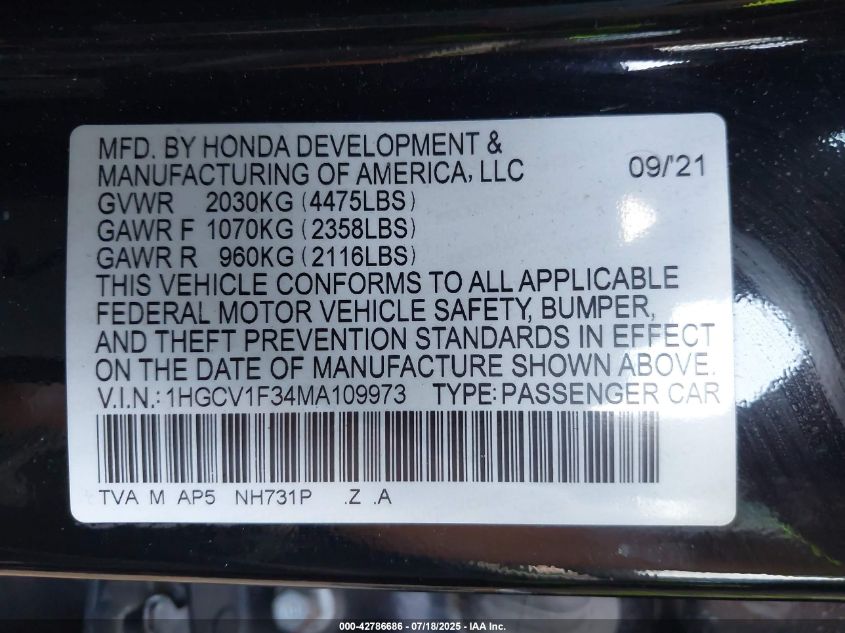 MFD. BY HONDA DEVELOPMENT &
MANUFACTURING OF AMERICA, LLC 09/'21
GVWR 2030KG (4475LBS)
GAWR F 1070KG (2358LBS)
GAWR R 960KG (2116LBS)
THIS VEHICLE CONFORMS TO ALL APPLICABLE
FEDERAL MOTOR VEHICLE SAFETY, BUMPER,
AND THEFT PREVENTION STANDARDS IN EFFECT
ON THE DATE OF MANUFACTURE SHOWN ABOVE.
V.I.N.: 1HGCV1F34MA109973 TYPE: PASSENGER CAR
TVA M AP5 NH731P .Z .A
000-42786686 - 07/18/2025 - IAA Inc.